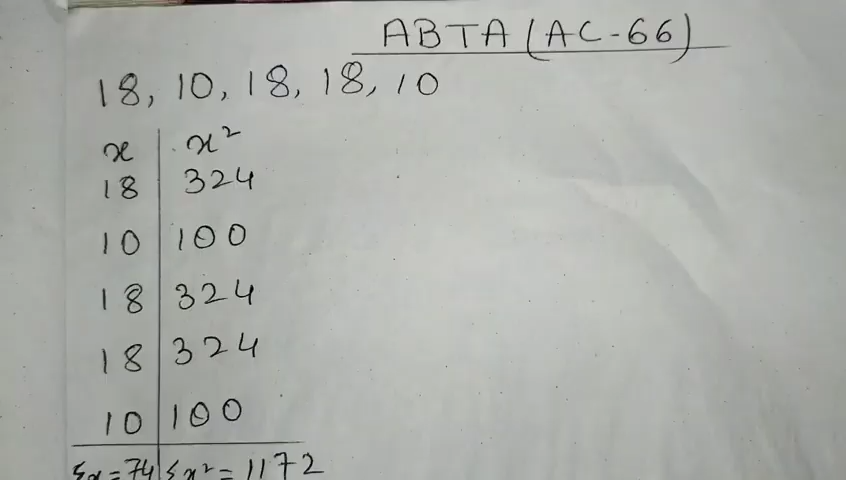 ABTA (AC-66)
18, 10, 18, 18, 10
x x²
18 324
10 100
18 324
18 324
10 100
Σx = 74 Σx² = 1172